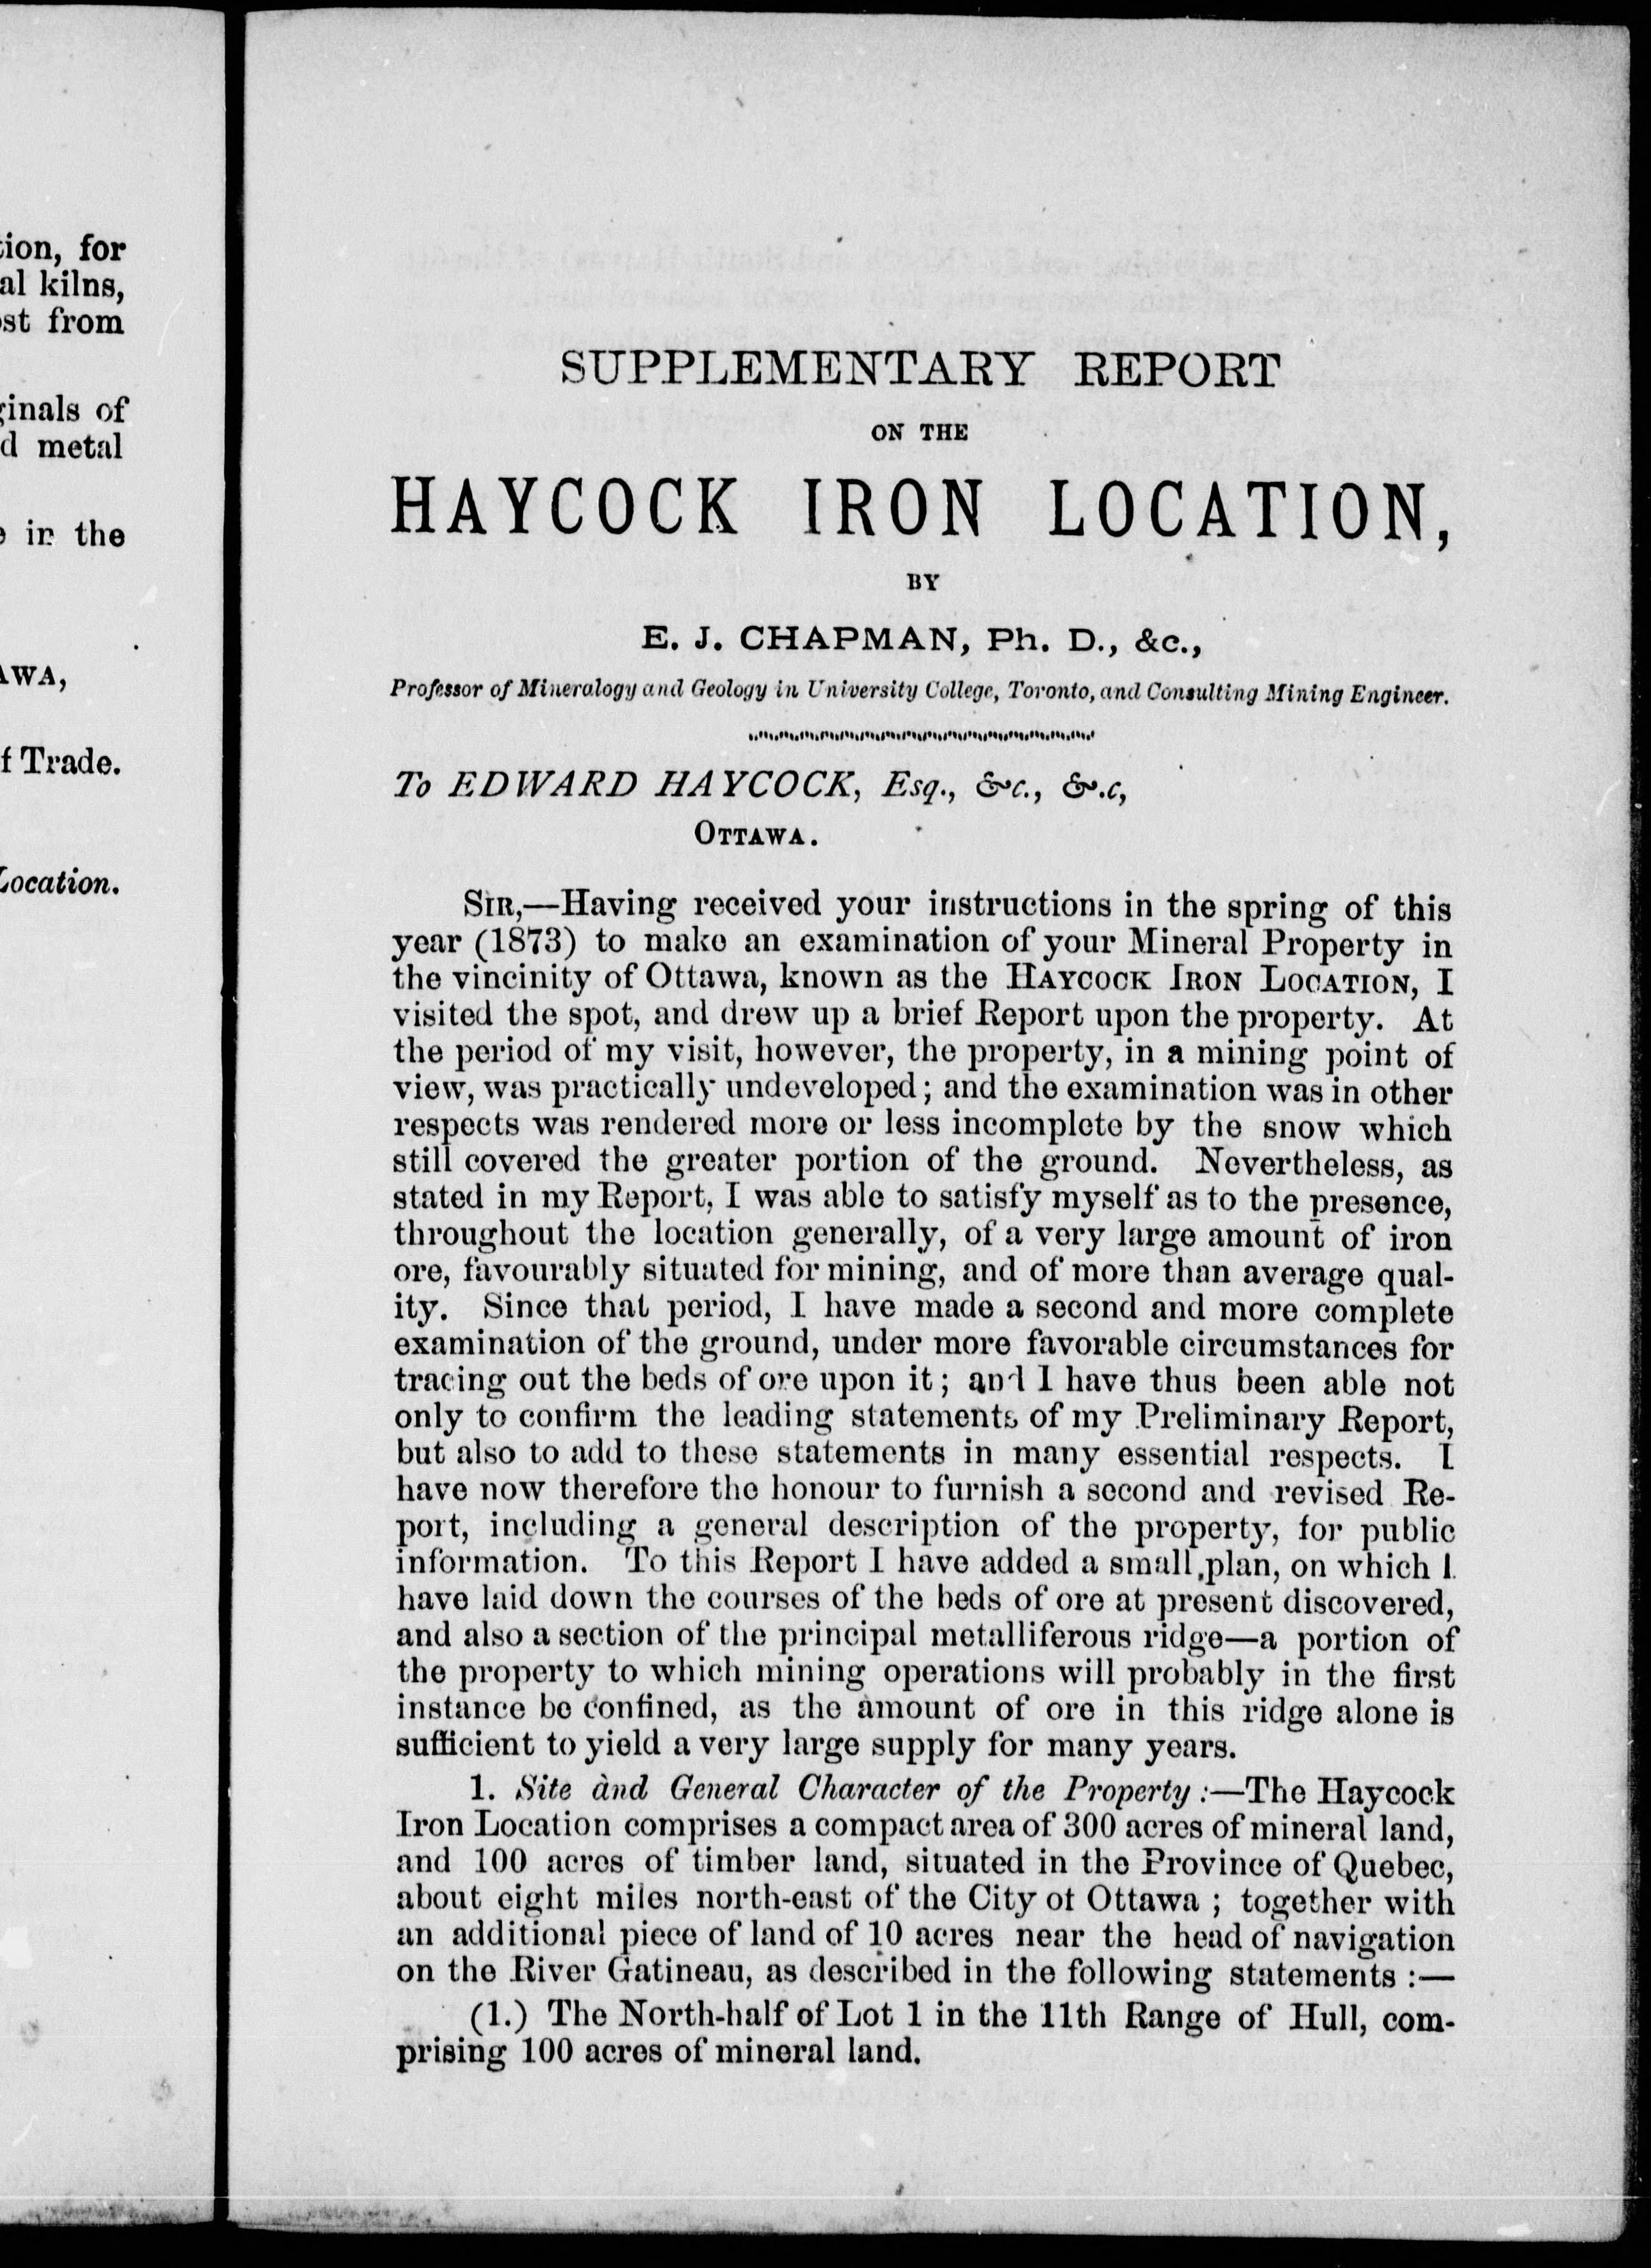 tion, for
al kilns,
st from
ginals of
d metal
in the
AWA,
f Trade.
Location.
SUPPLEMENTARY REPORT
ON THE
HAYCOCK IRON LOCATION,
BY
E. J. CHAPMAN, Ph. D., &c.,
Professor of Mineralogy and Geology in University College, Toronto, and Consulting Mining Engineer.
To EDWARD HAYCOCK, Esq., &c., &.c,
OTTAWA.
SIR,—Having received your instructions in the spring of this
year (1873) to make an examination of your Mineral Property in
the vincinity of Ottawa, known as the HAYCOCK IRON LOCATION, I
visited the spot, and drew up a brief Report upon the property. At
the period of my visit, however, the property, in a mining point of
view, was practically undeveloped; and the examination was in other
respects was rendered more or less incomplete by the snow which
still covered the greater portion of the ground. Nevertheless, as
stated in my Report, I was able to satisfy myself as to the presence,
throughout the location generally, of a very large amount of iron
ore, favourably situated for mining, and of more than average qual-
ity. Since that period, I have made a second and more complete
examination of the ground, under more favorable circumstances for
tracing out the beds of ore upon it; and I have thus been able not
only to confirm the leading statements of my Preliminary Report,
but also to add to these statements in many essential respects. I
have now therefore the honour to furnish a second and revised Re-
port, including a general description of the property, for public
information. To this Report I have added a small plan, on which I
have laid down the courses of the beds of ore at present discovered,
and also a section of the principal metalliferous ridge—a portion of
the property to which mining operations will probably in the first
instance be confined, as the amount of ore in this ridge alone is
sufficient to yield a very large supply for many years.
1. Site and General Character of the Property :—The Haycock
Iron Location comprises a compact area of 300 acres of mineral land,
and 100 acres of timber land, situated in the Province of Quebec,
about eight miles north-east of the City of Ottawa ; together with
an additional piece of land of 10 acres near the head of navigation
on the River Gatineau, as described in the following statements :—
(1.) The North-half of Lot 1 in the 11th Range of Hull, com-
prising 100 acres of mineral land.